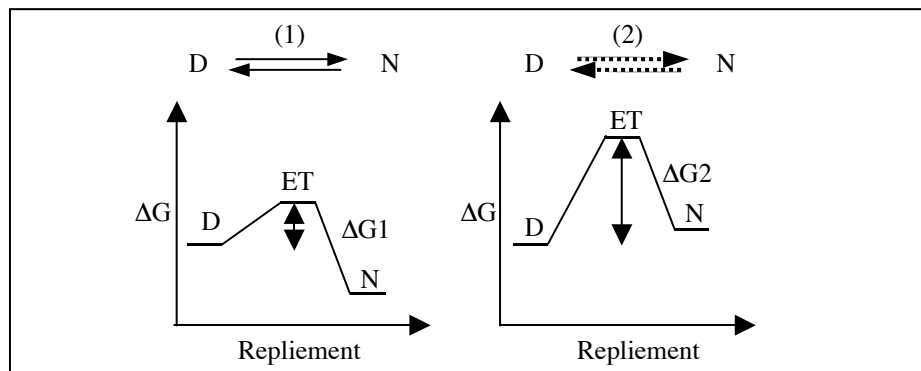 (1)
D N
(2)
D N
ΔG
D
ET
ΔG1
N
Repliement
ΔG
D
ET
ΔG2
N
Repliement